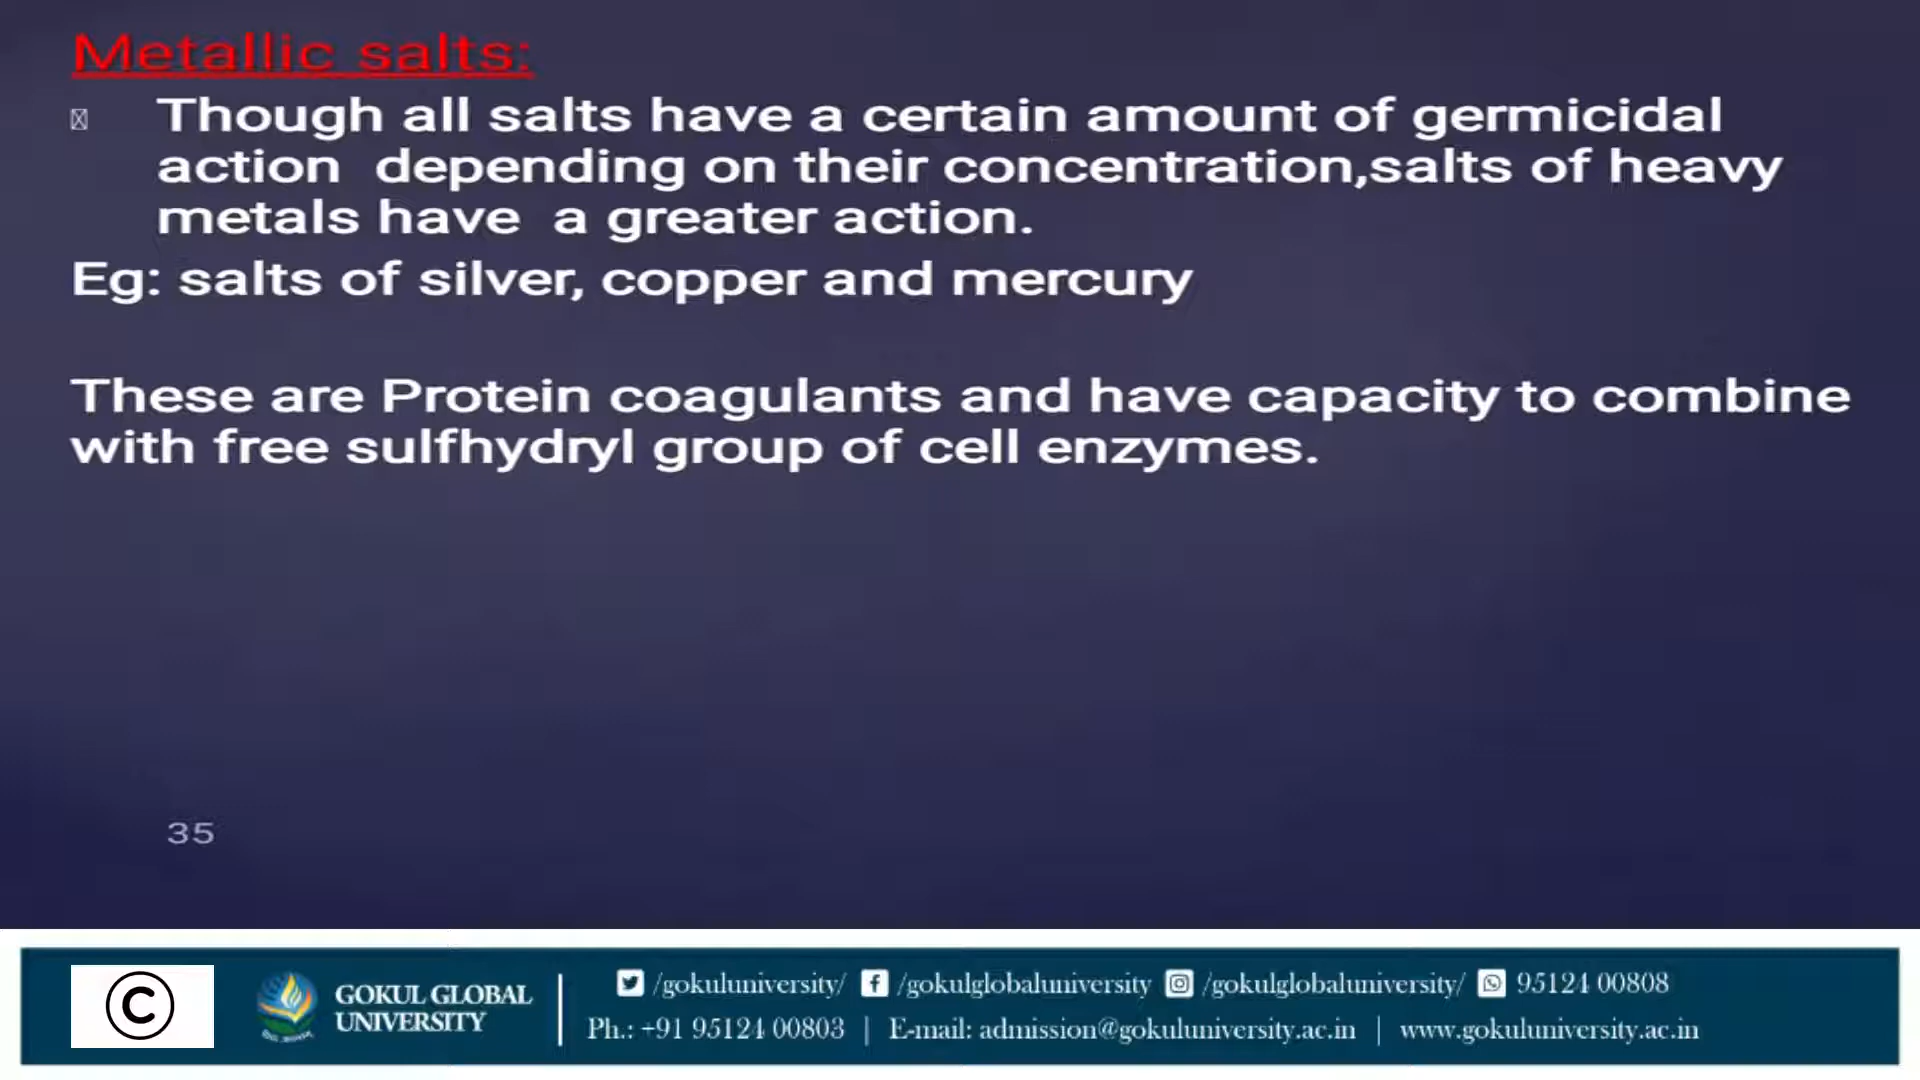 Metallic salts:
Though all salts have a certain amount of germicidal
action depending on their concentration,salts of heavy
metals have a greater action.
Eg: salts of silver, copper and mercury
These are Protein coagulants and have capacity to combine
with free sulfhydryl group of cell enzymes.
35
©
GOKUL GLOBAL
UNIVERSITY
/gokuluniversity/ /gokulglobaluniversity /gokulglobaluniversity/ 95124 00808
Ph.: +91 95124 00803 | E-mail: admission@gokuluniversity.ac.in | www.gokuluniversity.ac.in